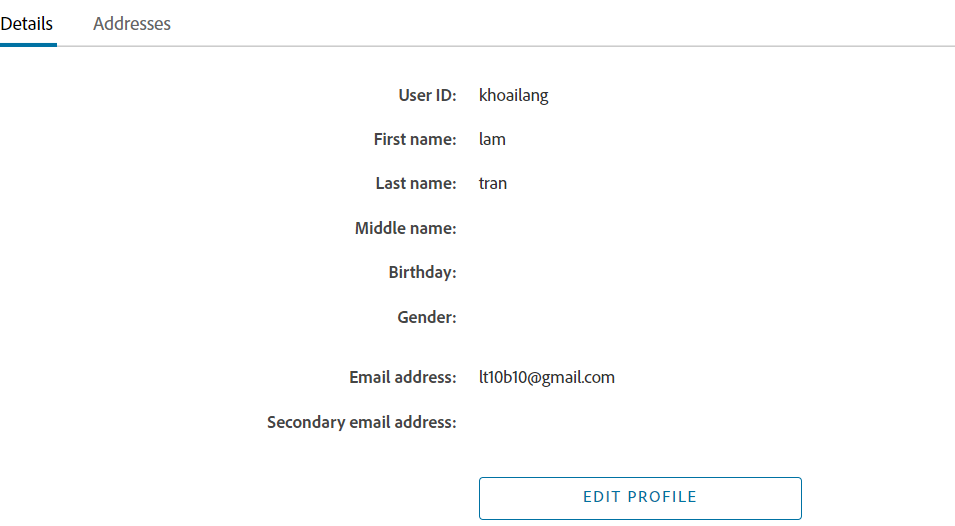 Details Addresses
User ID: khoailang
First name: lam
Last name: tran
Middle name:
Birthday:
Gender:
Email address: lt10b10@gmail.com
Secondary email address:
EDIT PROFILE